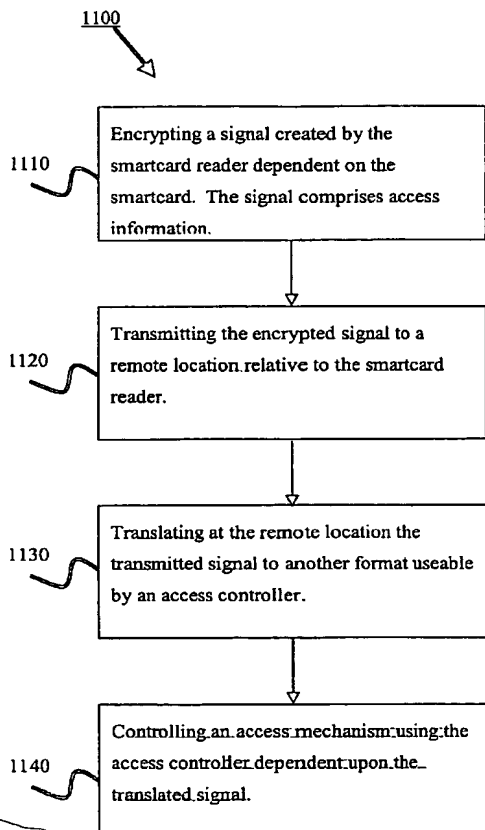 1100
1110
Encrypting a signal created by the
smartcard reader dependent on the
smartcard. The signal comprises access
information.
1120
Transmitting the encrypted signal to a
remote location relative to the smartcard
reader.
1130
Translating at the remote location the
transmitted signal to another format useable
by an access controller.
1140
Controlling an access mechanism using the
access controller dependent upon the
translated signal.